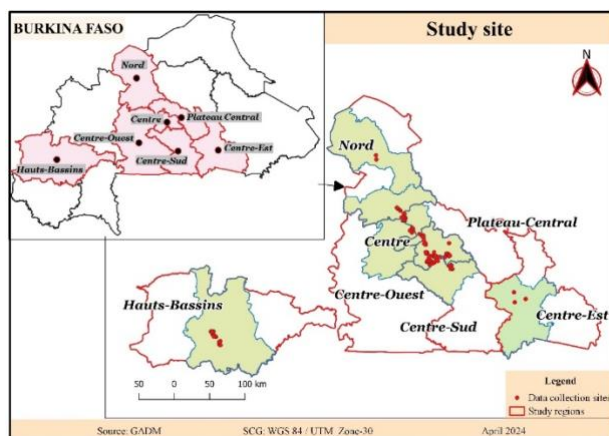 BURKINA FASO
Study site
N
Nord
Centre
Plateau Central
Centre-Ouest
Centre-Sud
Centre-Est
Hauts-Bassins
Nord
Plateau-Central
Centre
Centre-Ouest
Centre-Sud
Centre-Est
Hauts-Bassins
50 0 50 100 km
Legend
Data collection sites
Study regions
Source: GADM SCG: WGS 84 / UTM Zone-30 April 2024